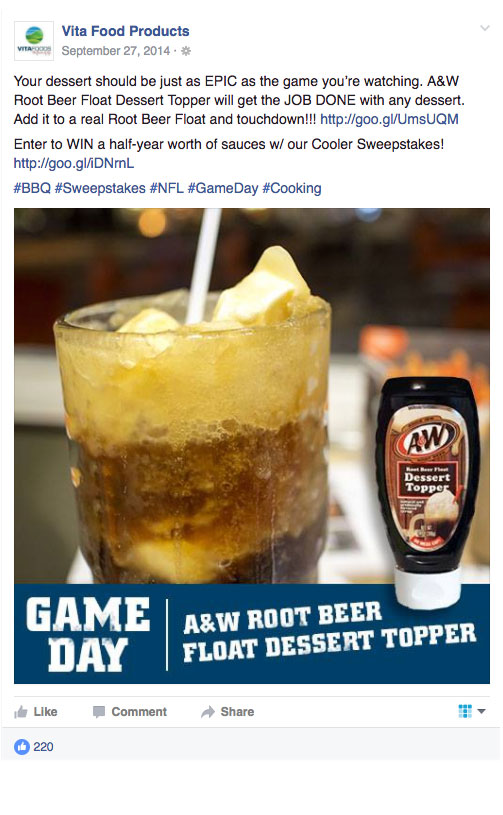 Vita Food Products
VITAFOODS
September 27, 2014 ·
Your dessert should be just as EPIC as the game you're watching. A&W
Root Beer Float Dessert Topper will get the JOB DONE with any dessert.
Add it to a real Root Beer Float and touchdown!!! http://goo.gl/UmsUQM
Enter to WIN a half-year worth of sauces w/ our Cooler Sweepstakes!
http://goo.gl/iDNrnL
#BBQ #Sweepstakes #NFL #GameDay #Cooking
A&W
Root Beer Float
Dessert
Topper
GAME
DAY
A&W ROOT BEER
FLOAT DESSERT TOPPER
Like
Comment
Share
220